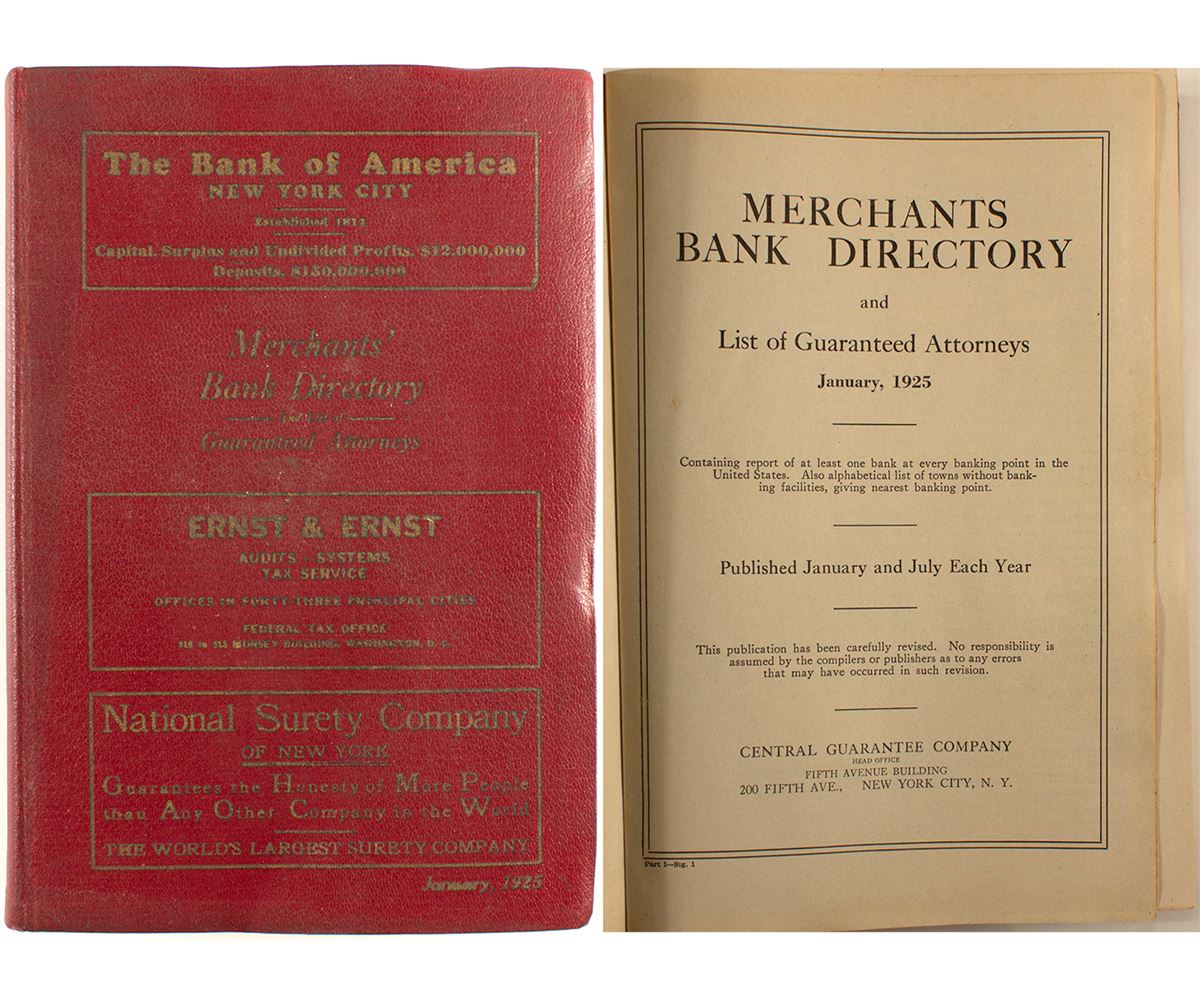 The Bank of America
NEW YORK CITY
Established 1812
Capital, Surplus and Undivided Profits, $12,000,000
Deposits, $150,000,000
Merchants'
Bank Directory
And List of
Guaranteed Attorneys
ERNST & ERNST
AUDITS - SYSTEMS
TAX SERVICE
OFFICES IN FORTY-THREE PRINCIPAL CITIES
FEDERAL TAX OFFICE
MUNSEY BUILDING, WASHINGTON, D. C.
National Surety Company
OF NEW YORK
Guarantees the Honesty of More People
than Any Other Company in the World
THE WORLD'S LARGEST SURETY COMPANY
January, 1925
MERCHANTS
BANK DIRECTORY
and
List of Guaranteed Attorneys
January, 1925
Containing report of at least one bank at every banking point in the
United States. Also alphabetical list of towns without bank-
ing facilities, giving nearest banking point.
Published January and July Each Year
This publication has been carefully revised. No responsibility is
assumed by the compilers or publishers as to any errors
that may have occurred in such revision.
CENTRAL GUARANTEE COMPANY
HEAD OFFICE
FIFTH AVENUE BUILDING
200 FIFTH AVE., NEW YORK CITY, N. Y.
Part 1—Sig. 1